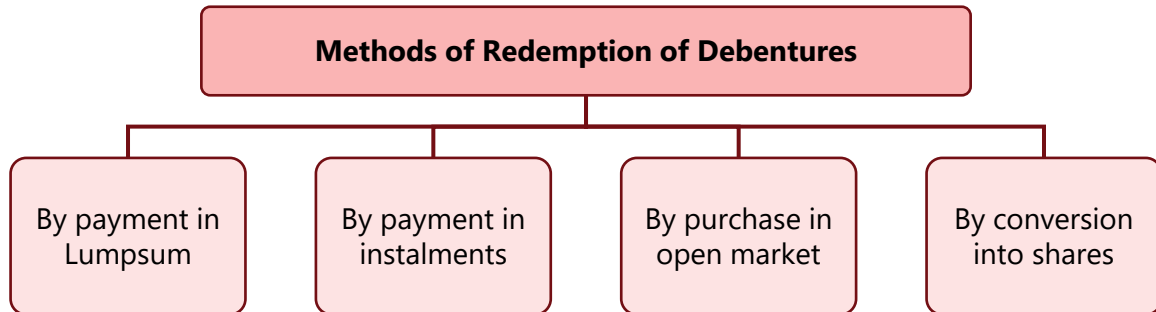 Methods of Redemption of Debentures
By payment in
Lumpsum
By payment in
instalments
By purchase in
open market
By conversion
into shares